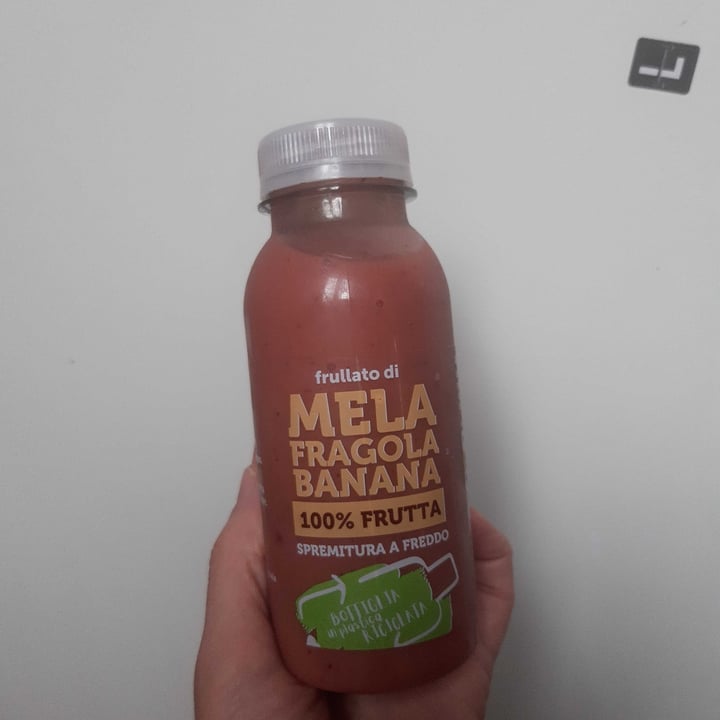 frullato di
MELA
FRAGOLA
BANANA
100% FRUTTA
SPREMITURA A FREDDO
BOTTIGLIA
in plastica
RICICLATA